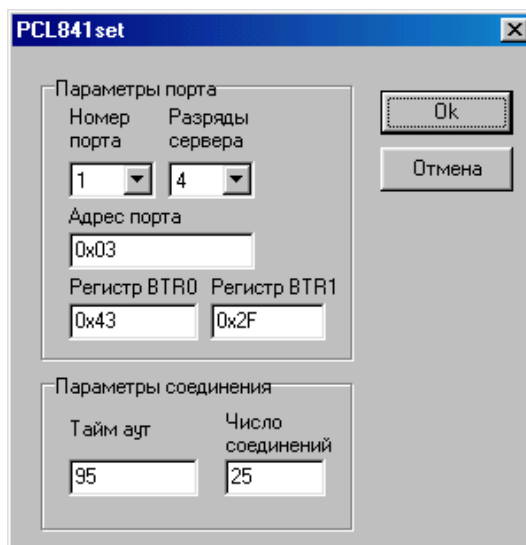 PCL841set
Параметры порта
Номер порта
Разряды сервера
1
4
Адрес порта
0x03
Регистр BTR0
Регистр BTR1
0x43
0x2F
Ok
Отмена
Параметры соединения
Тайм аут
Число соединений
95
25